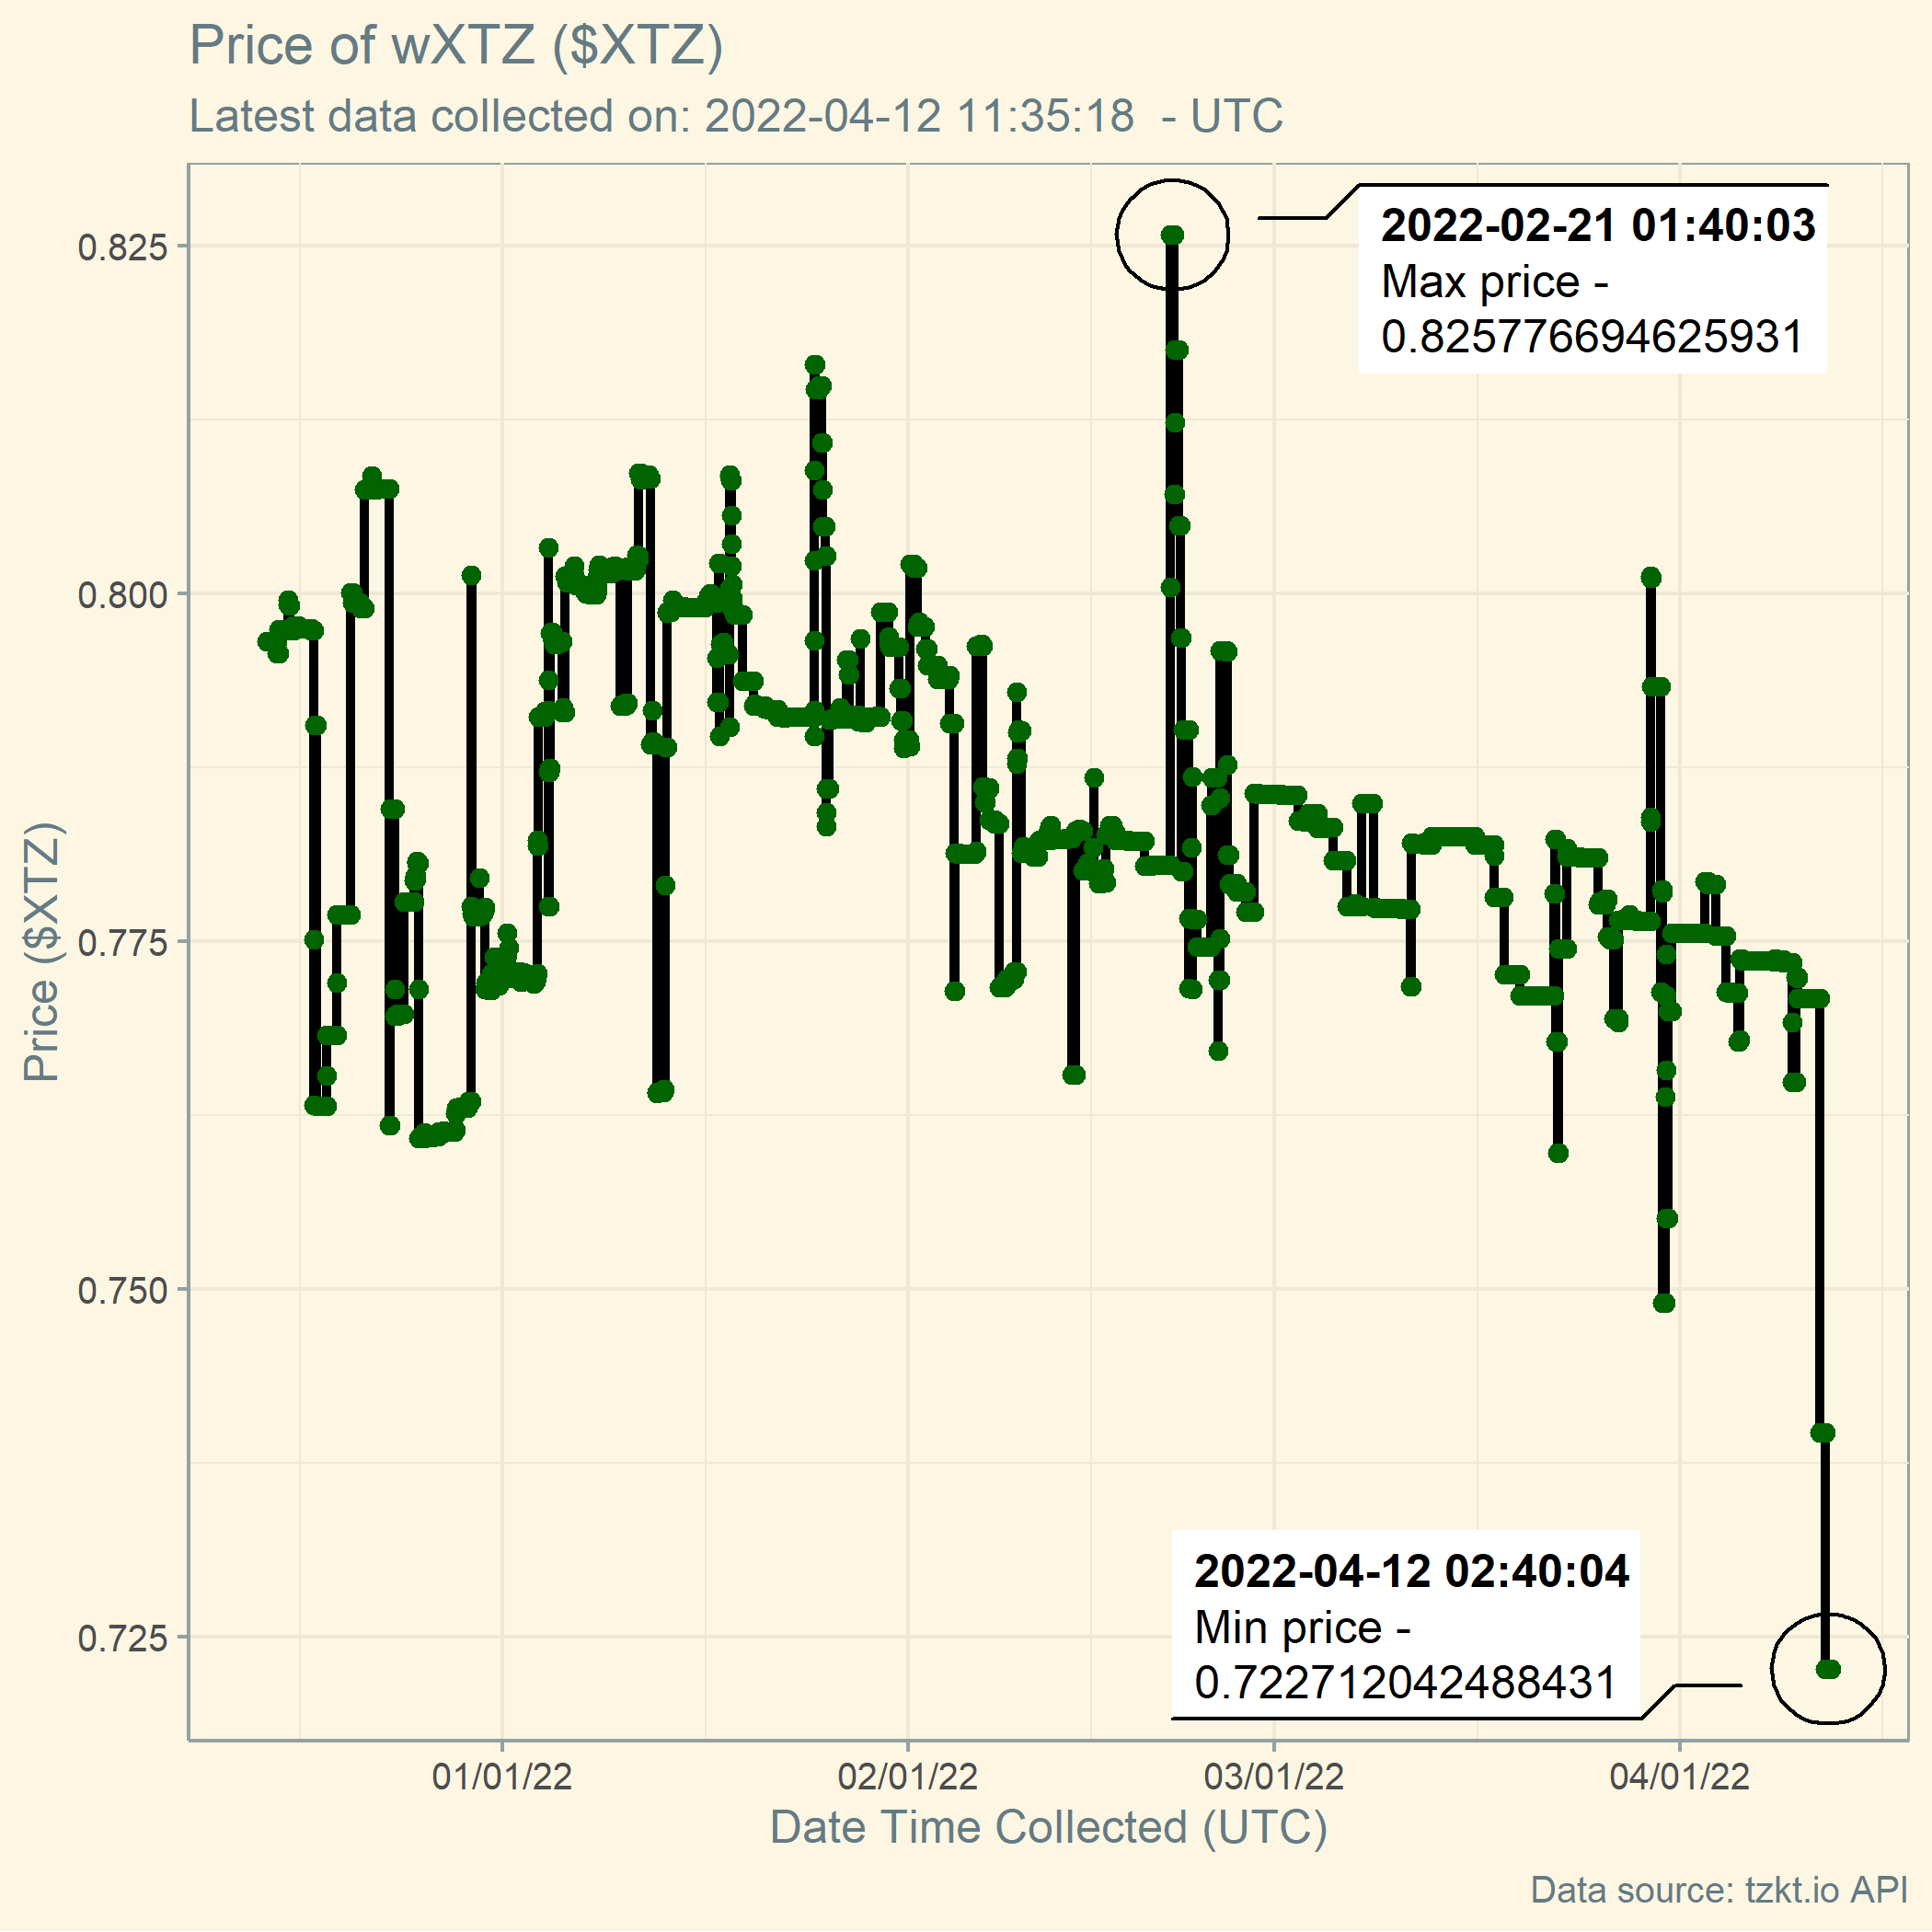 Price of wXTZ ($XTZ)
Latest data collected on: 2022-04-12 11:35:18  - UTC
2022-02-21 01:40:03
Max price -
0.825776694625931
0.825
0.800
0.775
0.750
0.725
Price ($XTZ)
2022-04-12 02:40:04
Min price -
0.722712042488431
01/01/22
02/01/22
03/01/22
04/01/22
Date Time Collected (UTC)
Data source: tzkt.io API